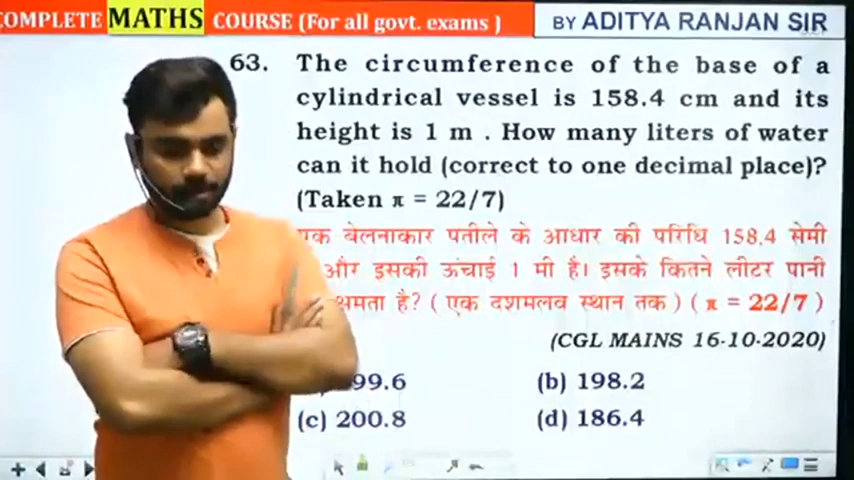 COMPLETE MATHS COURSE (For all govt. exams )
BY ADITYA RANJAN SIR
63. The circumference of the base of a
cylindrical vessel is 158.4 cm and its
height is 1 m . How many liters of water
can it hold (correct to one decimal place)?
(Taken π = 22/7)
एक बेलनाकार पतीले के आधार की परिधि 158.4 सेमी
और इसकी ऊंचाई 1 मी है। इसके कितने लीटर पानी
क्षमता है? ( एक दशमलव स्थान तक) ( π = 22/7 )
(CGL MAINS 16-10-2020)
99.6
(b) 198.2
(c) 200.8
(d) 186.4